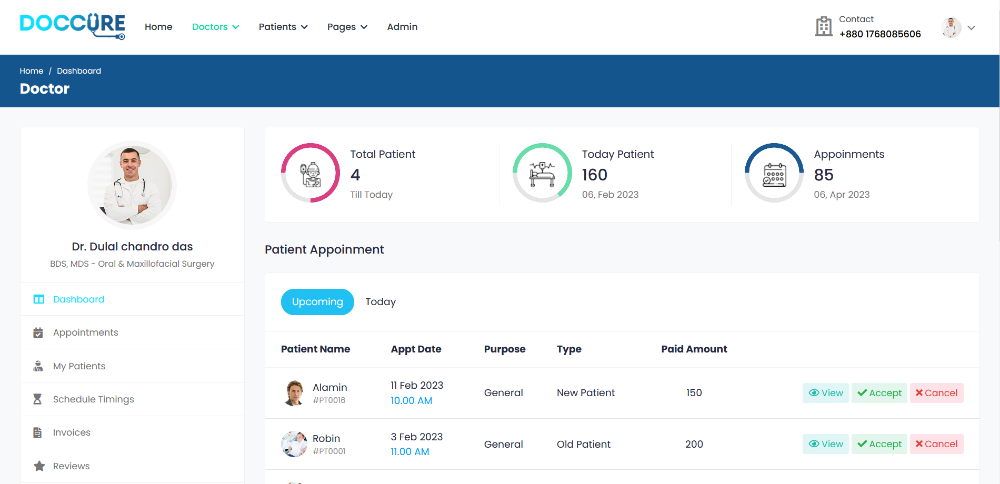 DOCCURE
Home Doctors Patients Pages Admin
Contact
+880 1768085606
Home / Dashboard
Doctor
Dr. Dulal chandro das
BDS, MDS - Oral & Maxillofacial Surgery
Dashboard
Appointments
My Patients
Schedule Timings
Invoices
Reviews
Total Patient
4
Till Today
Today Patient
160
06, Feb 2023
Appoinments
85
06, Apr 2023
Patient Appoinment
Upcoming Today
Patient Name Appt Date Purpose Type Paid Amount
Alamin
#PT0016
11 Feb 2023
10.00 AM
General New Patient 150 View Accept Cancel
Robin
#PT0001
3 Feb 2023
11.00 AM
General Old Patient 200 View Accept Cancel